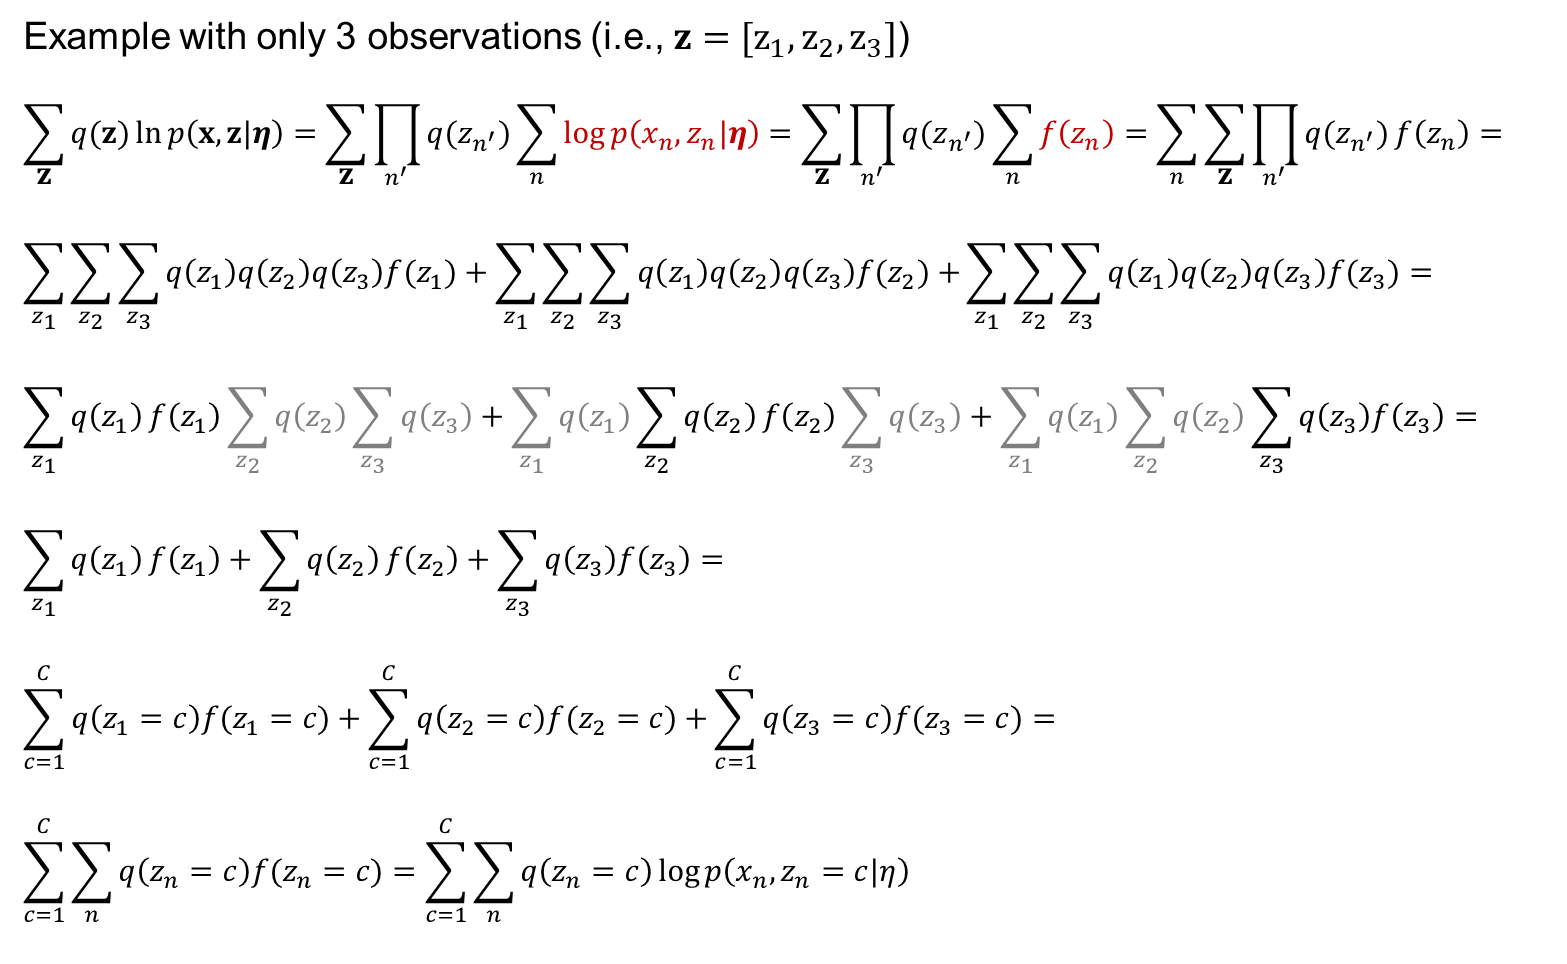 Example with only 3 observations (i.e., 𝐳 = [z₁, z₂, z₃])
∑_𝐳 q(𝐳) ln p(𝐱, 𝐳|𝛈) = ∑_𝐳 ∏_n′ q(z_n′) ∑_n log p(x_n, z_n|𝛈) = ∑_𝐳 ∏_n′ q(z_n′) ∑_n f(z_n) = ∑_n ∑_𝐳 ∏_n′ q(z_n′) f(z_n) =
∑_z₁ ∑_z₂ ∑_z₃ q(z₁)q(z₂)q(z₃)f(z₁) + ∑_z₁ ∑_z₂ ∑_z₃ q(z₁)q(z₂)q(z₃)f(z₂) + ∑_z₁ ∑_z₂ ∑_z₃ q(z₁)q(z₂)q(z₃)f(z₃) =
∑_z₁ q(z₁) f(z₁) ∑_z₂ q(z₂) ∑_z₃ q(z₃) + ∑_z₁ q(z₁) ∑_z₂ q(z₂) f(z₂) ∑_z₃ q(z₃) + ∑_z₁ q(z₁) ∑_z₂ q(z₂) ∑_z₃ q(z₃)f(z₃) =
∑_z₁ q(z₁) f(z₁) + ∑_z₂ q(z₂) f(z₂) + ∑_z₃ q(z₃)f(z₃) =
∑_{c=1}^C q(z₁ = c)f(z₁ = c) + ∑_{c=1}^C q(z₂ = c)f(z₂ = c) + ∑_{c=1}^C q(z₃ = c)f(z₃ = c) =
∑_{c=1}^C ∑_n q(z_n = c)f(z_n = c) = ∑_{c=1}^C ∑_n q(z_n = c) log p(x_n, z_n = c|η)